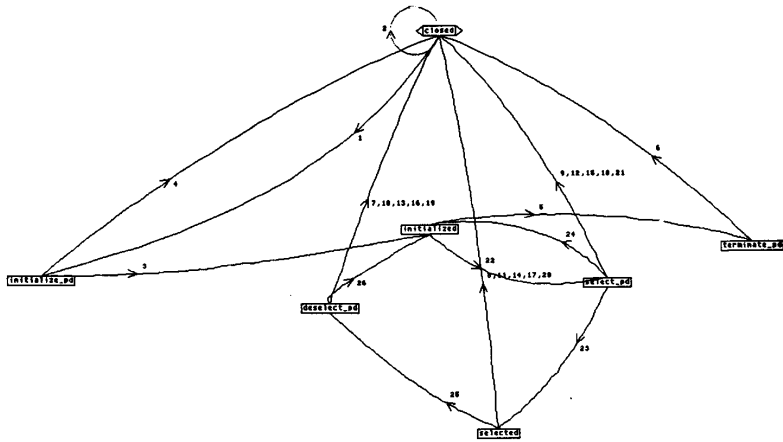 2
closed
1
6
4
9,12,15,18,21
7,10,13,16,19
5
initialized
24
terminate_pd
3
22
initialize_pd
26
8,11,14,17,20
select_pd
deselect_pd
23
25
selected